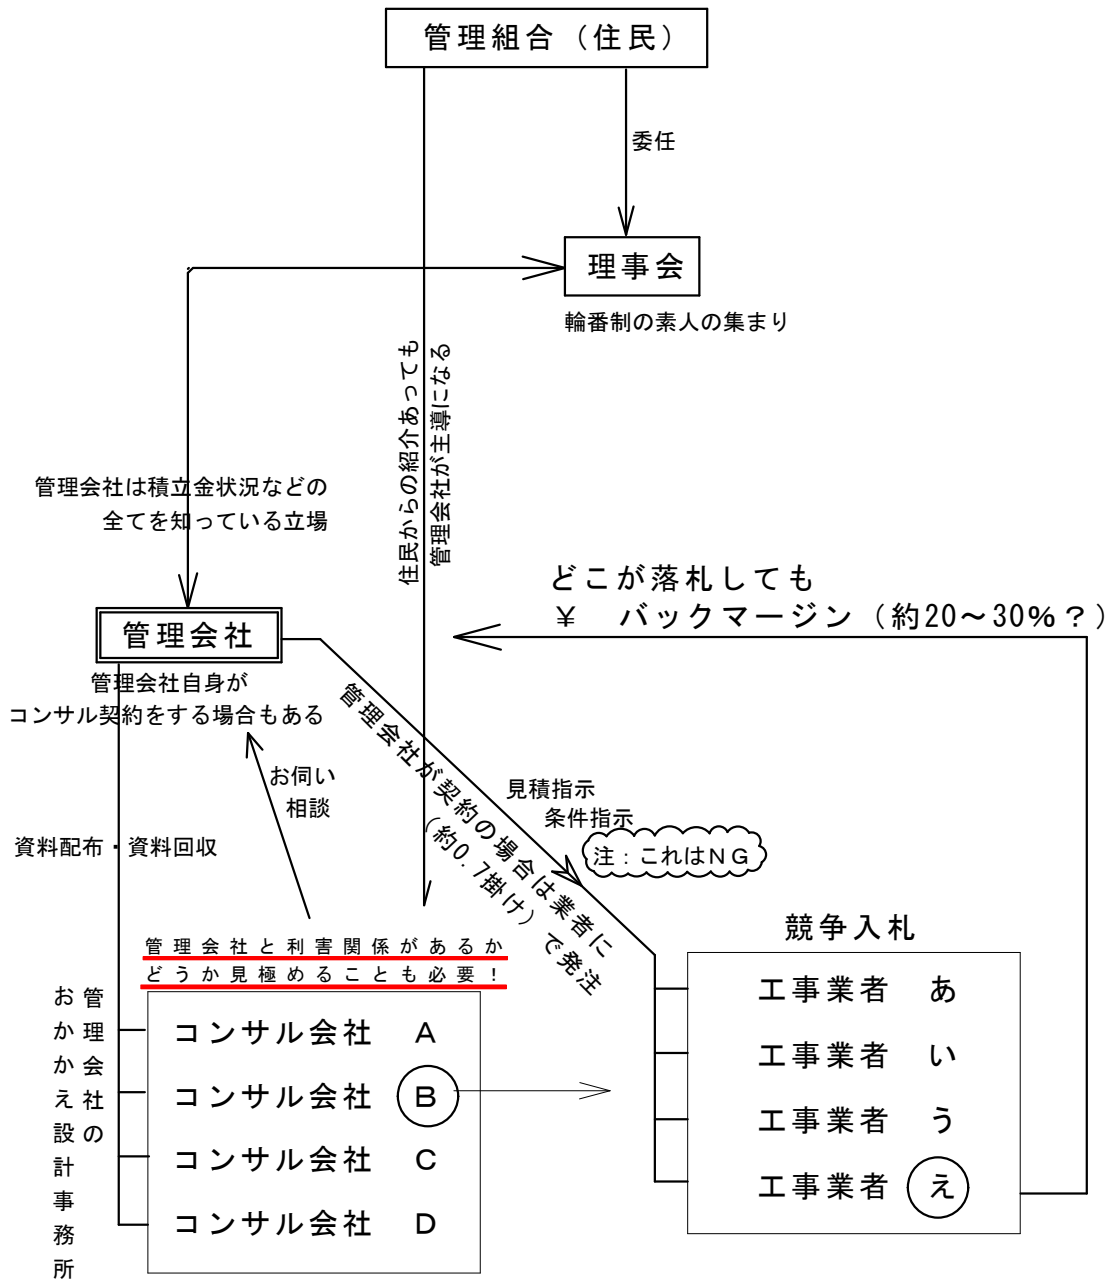 管理組合（住民）
委任
理事会
輪番制の素人の集まり
住民からの紹介あっても
管理会社が主導になる
管理会社は積立金状況などの
全てを知っている立場
どこが落札しても
￥　バックマージン（約20～30%？）
管理会社
管理会社自身が
コンサル契約をする場合もある
お伺い
相談
管理会社が契約の場合は業者に
（約0.7掛け）で発注
見積指示
条件指示
注：これはＮＧ
資料配布・資料回収
管理会社と利害関係があるか
どうか見極めることも必要！
管理会社の
おかかえ設計事務所
コンサル会社　Ａ
コンサル会社　Ｂ
コンサル会社　Ｃ
コンサル会社　Ｄ
競争入札
工事業者　あ
工事業者　い
工事業者　う
工事業者　え